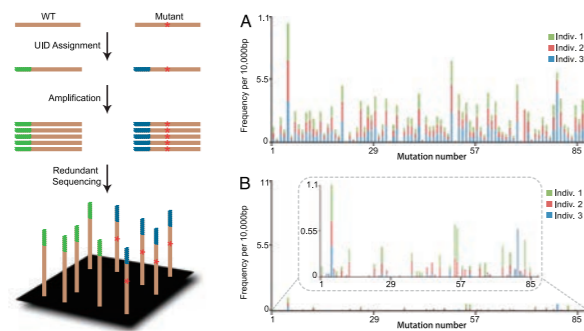 WT
Mutant
UID Assignment
Amplification
Redundant
Sequencing
A
1.1
5.5
0
Frequency per 10,000bp
1
29
57
85
Mutation number
Indiv. 1
Indiv. 2
Indiv. 3
B
11
5.5
0
Frequency per 10,000bp
1.1
0.55
0
1
29
57
85
Indiv. 1
Indiv. 2
Indiv. 3
1
29
57
85
Mutation number